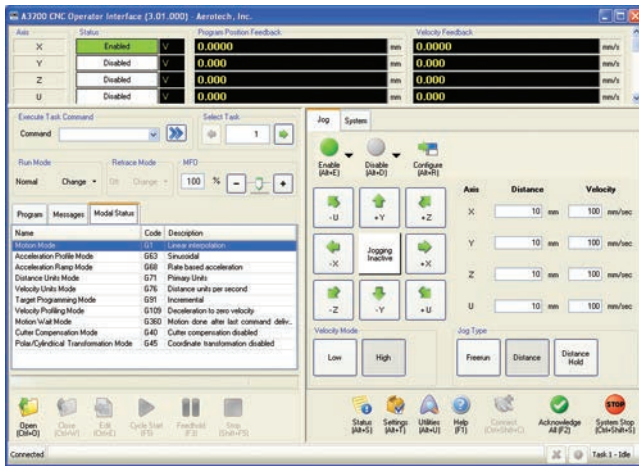 A3200 CNC Operator Interface (3.01.000) - Aerotech, Inc.
Axis Status Program Position Feedback Velocity Feedback
X Enabled V 0.0000 mm 0.0000 mm/s
Y Disabled V 0.000 mm 0.000 mm/s
Z Disabled V 0.000 mm 0.000 mm/s
U Disabled V 0.000 mm 0.000 mm/s
Execute Task Command Select Task
Command 1
Run Mode Retrace Mode MFO
Normal Change Off Change 100 % - +
Program Messages Modal Status
Name Code Description
Motion Mode G1 Linear interpolation
Acceleration Profile Mode G63 Sinusoidal
Acceleration Ramp Mode G68 Rate based acceleration
Distance Units Mode G71 Primary Units
Velocity Units Mode G76 Distance units per second
Target Programming Mode G91 Incremental
Velocity Profiling Mode G109 Deceleration to zero velocity
Motion Wait Mode G360 Motion done after last command deliv...
Cutter Compensation Mode G40 Cutter compensation disabled
Polar/Cylindrical Transformation Mode G45 Coordinate transformation disabled
Jog System
Enable (Alt+E) Disable (Alt+D) Configure (Alt+R)
-U +Y +Z
-X Jogging Inactive +X
-Z -Y +U
Axis Distance Velocity
X 10 mm 100 mm/sec
Y 10 mm 100 mm/sec
Z 10 mm 100 mm/sec
U 10 mm 100 mm/sec
Velocity Mode Jog Type
Low High Freerun Distance Distance Hold
Open (Ctrl+O) Close (Ctrl+W) Edit (Ctrl+E) Cycle Start (F5) Feedhold (F3) Stop (Shift+F5)
Status (Alt+S) Settings (Alt+T) Utilities (Alt+U) Help (F1) Connect (Ctrl+Shift+C) Acknowledge All (F2) STOP System Stop (Ctrl+Shift+S)
Connected Task 1 - Idle